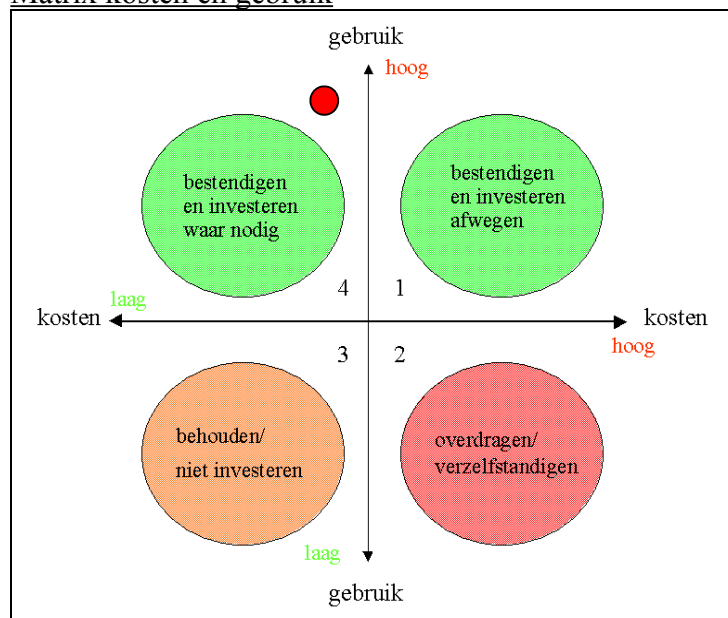 Matrix kosten en gebruik
gebruik
hoog
bestendigen
en investeren
waar nodig
bestendigen
en investeren
afwegen
laag
4
1
kosten
kosten
hoog
3
2
behouden/
niet investeren
overdragen/
verzelfstandigen
laag
gebruik